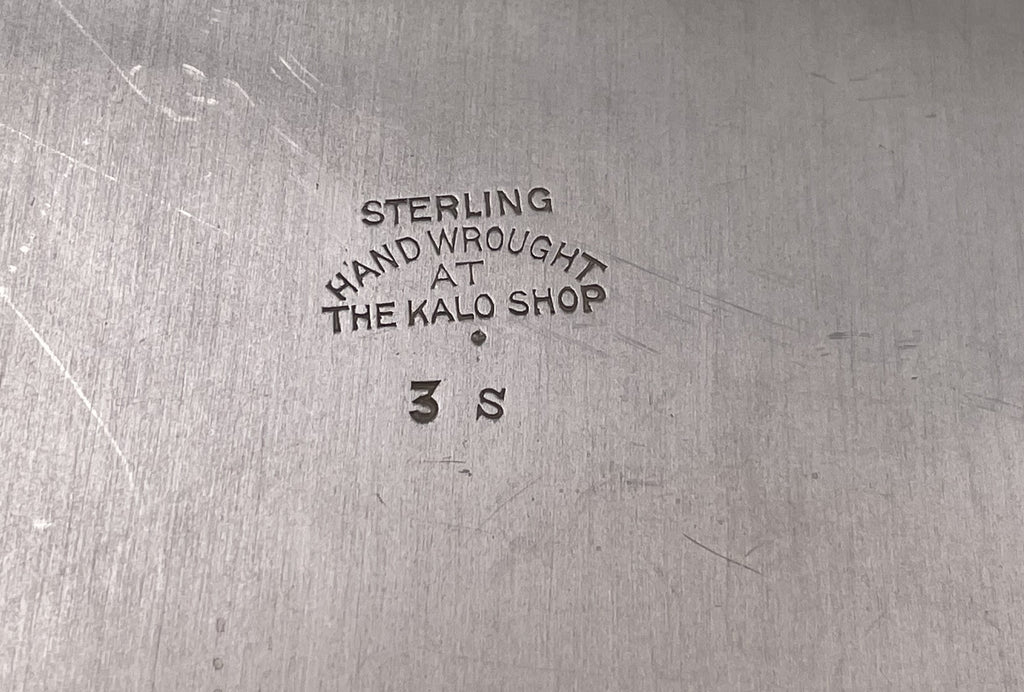 STERLING
HAND WROUGHT
AT
THE KALO SHOP
3 S